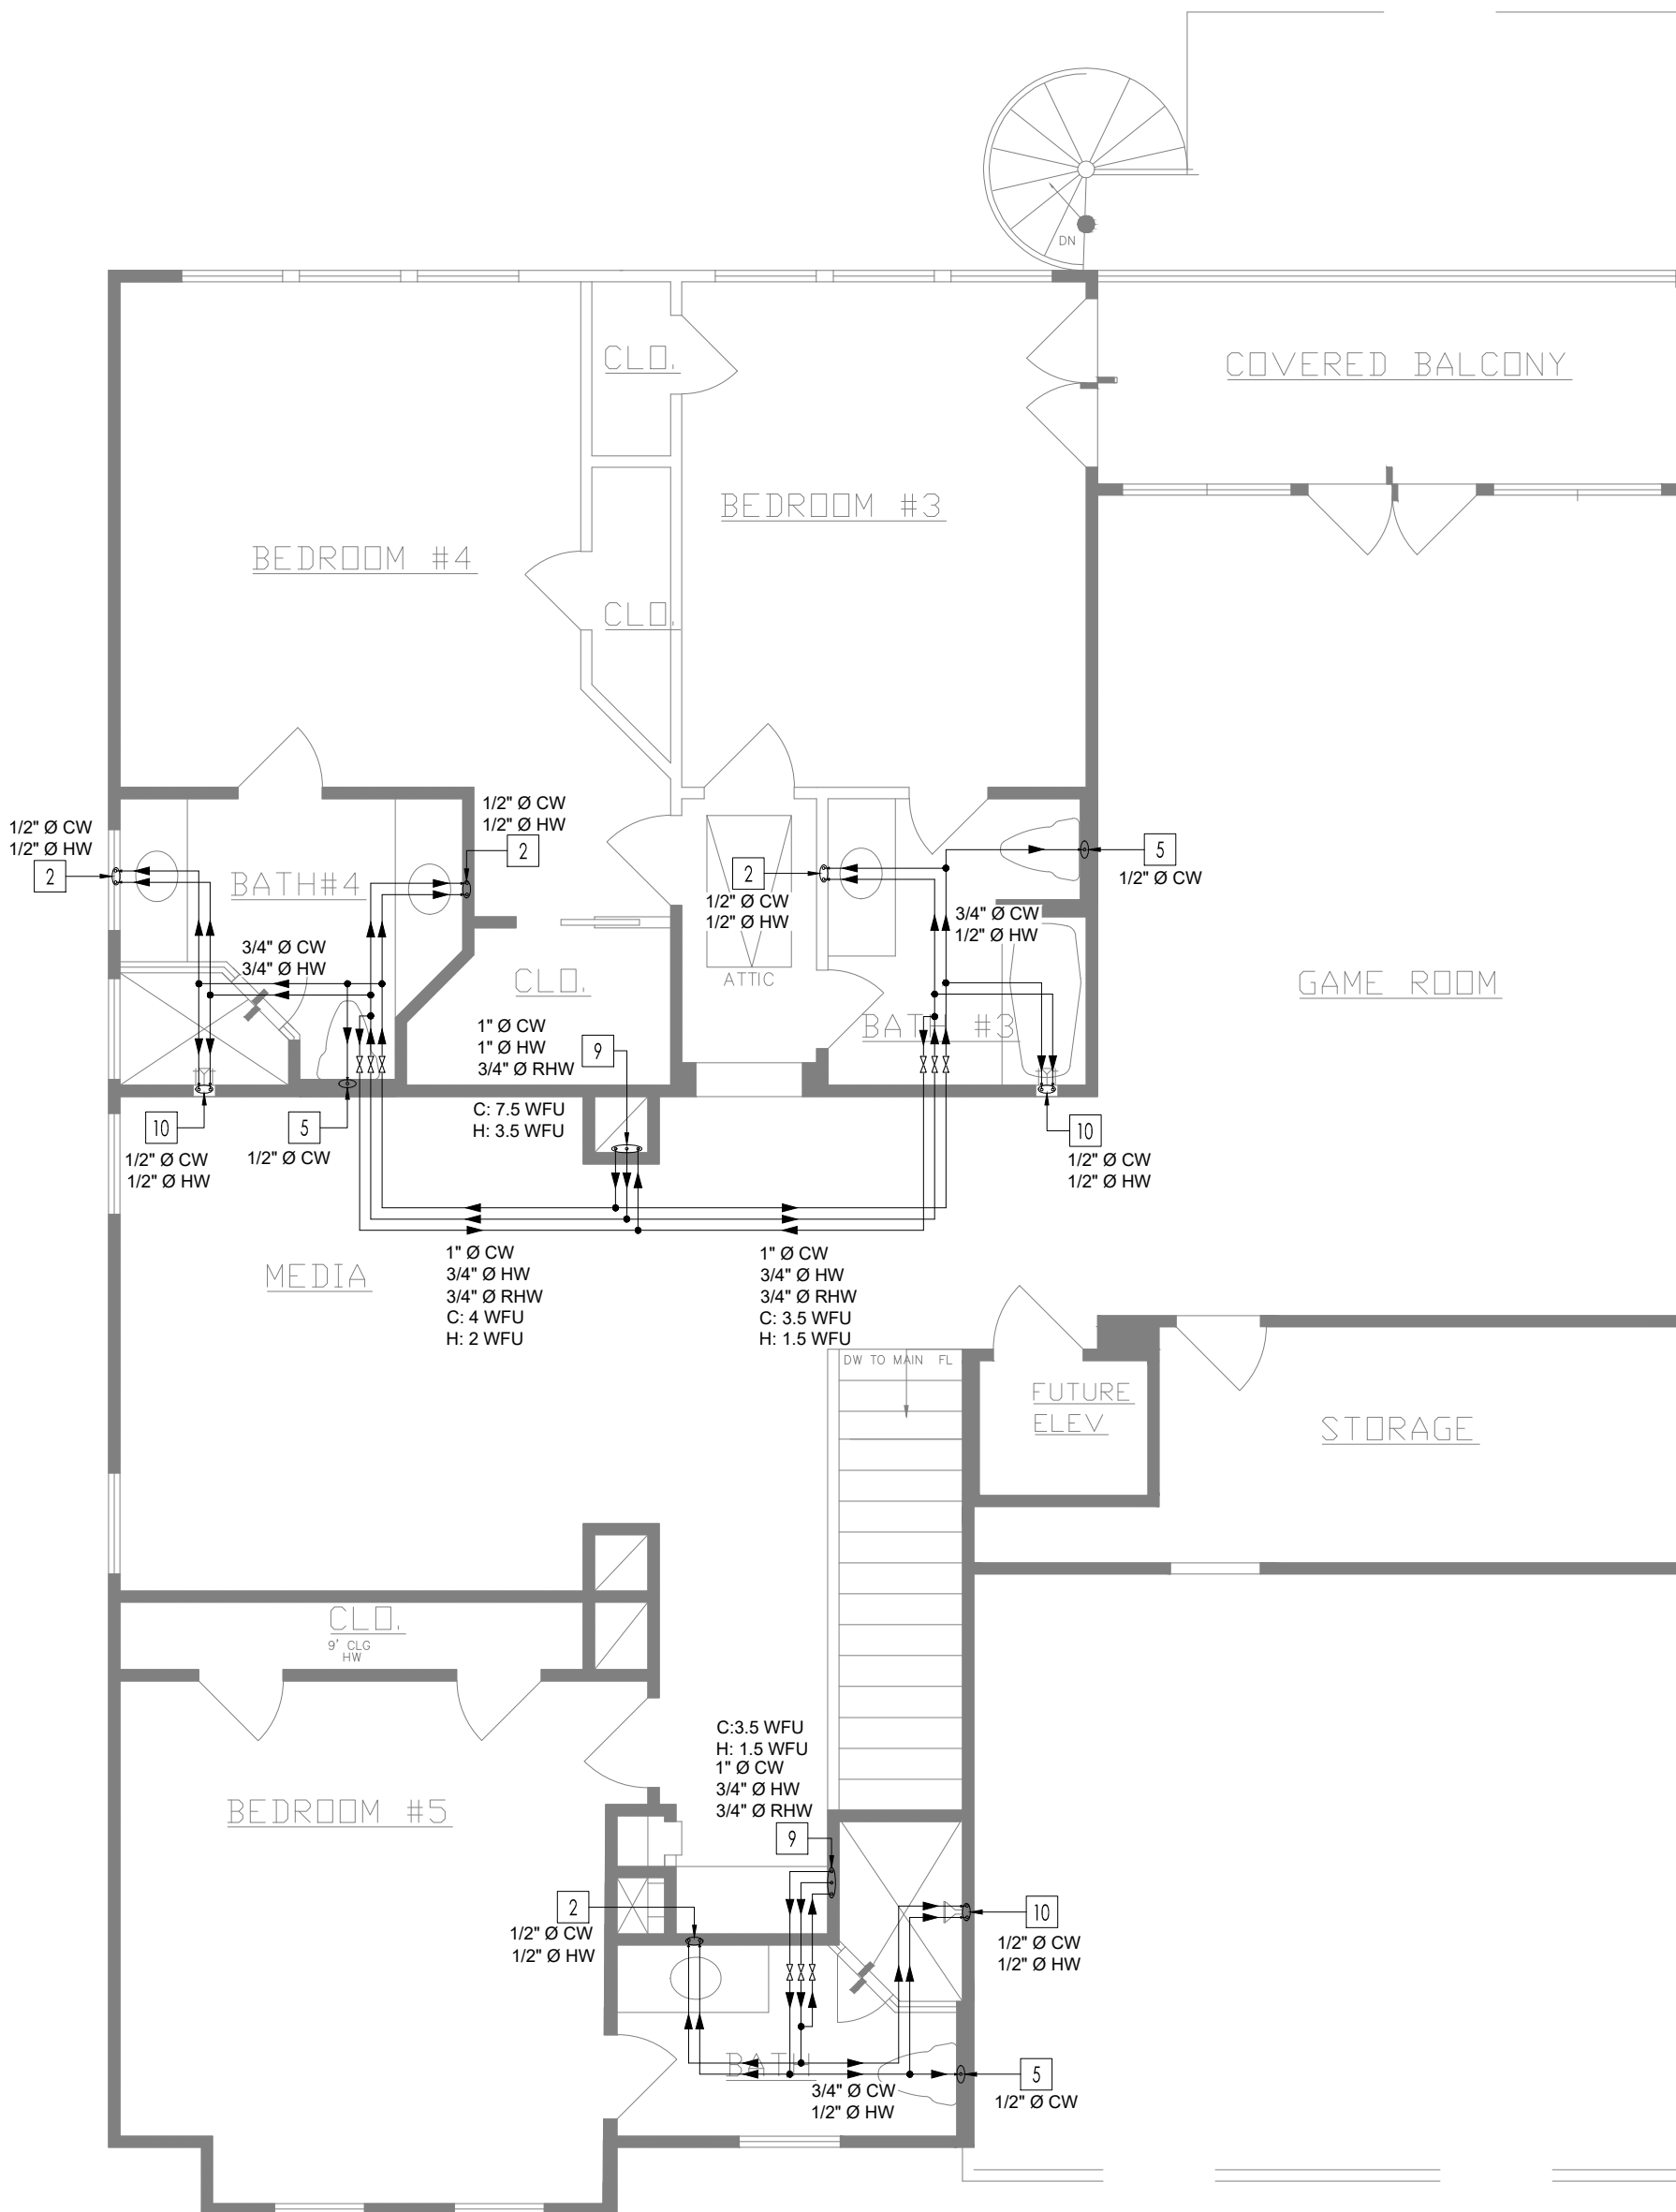 DN
CLO.
COVERED BALCONY
BEDROOM #3
BEDROOM #4
CLO.
1/2" Ø CW
1/2" Ø HW
2
1/2" Ø CW
1/2" Ø HW
2
BATH#4
2
1/2" Ø CW
1/2" Ø HW
5
1/2" Ø CW
3/4" Ø CW
1/2" Ø HW
3/4" Ø CW
3/4" Ø HW
CLO.
ATTIC
GAME ROOM
BATH #3
1" Ø CW
1" Ø HW
3/4" Ø RHW
9
C: 7.5 WFU
H: 3.5 WFU
10
1/2" Ø CW
1/2" Ø HW
5
1/2" Ø CW
10
1/2" Ø CW
1/2" Ø HW
MEDIA
1" Ø CW
3/4" Ø HW
3/4" Ø RHW
C: 4 WFU
H: 2 WFU
1" Ø CW
3/4" Ø HW
3/4" Ø RHW
C: 3.5 WFU
H: 1.5 WFU
DW TO MAIN FL
FUTURE
ELEV
STORAGE
CLO.
9' CLG
HW
C:3.5 WFU
H: 1.5 WFU
1" Ø CW
3/4" Ø HW
3/4" Ø RHW
9
BEDROOM #5
2
1/2" Ø CW
1/2" Ø HW
10
1/2" Ø CW
1/2" Ø HW
BATH
3/4" Ø CW
1/2" Ø HW
5
1/2" Ø CW